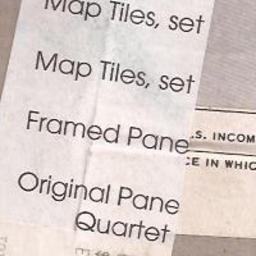 Map Tiles, set
Map Tiles, set
Framed Pane
Original Pane
Quartet
.S. INCOM
E IN WHIC